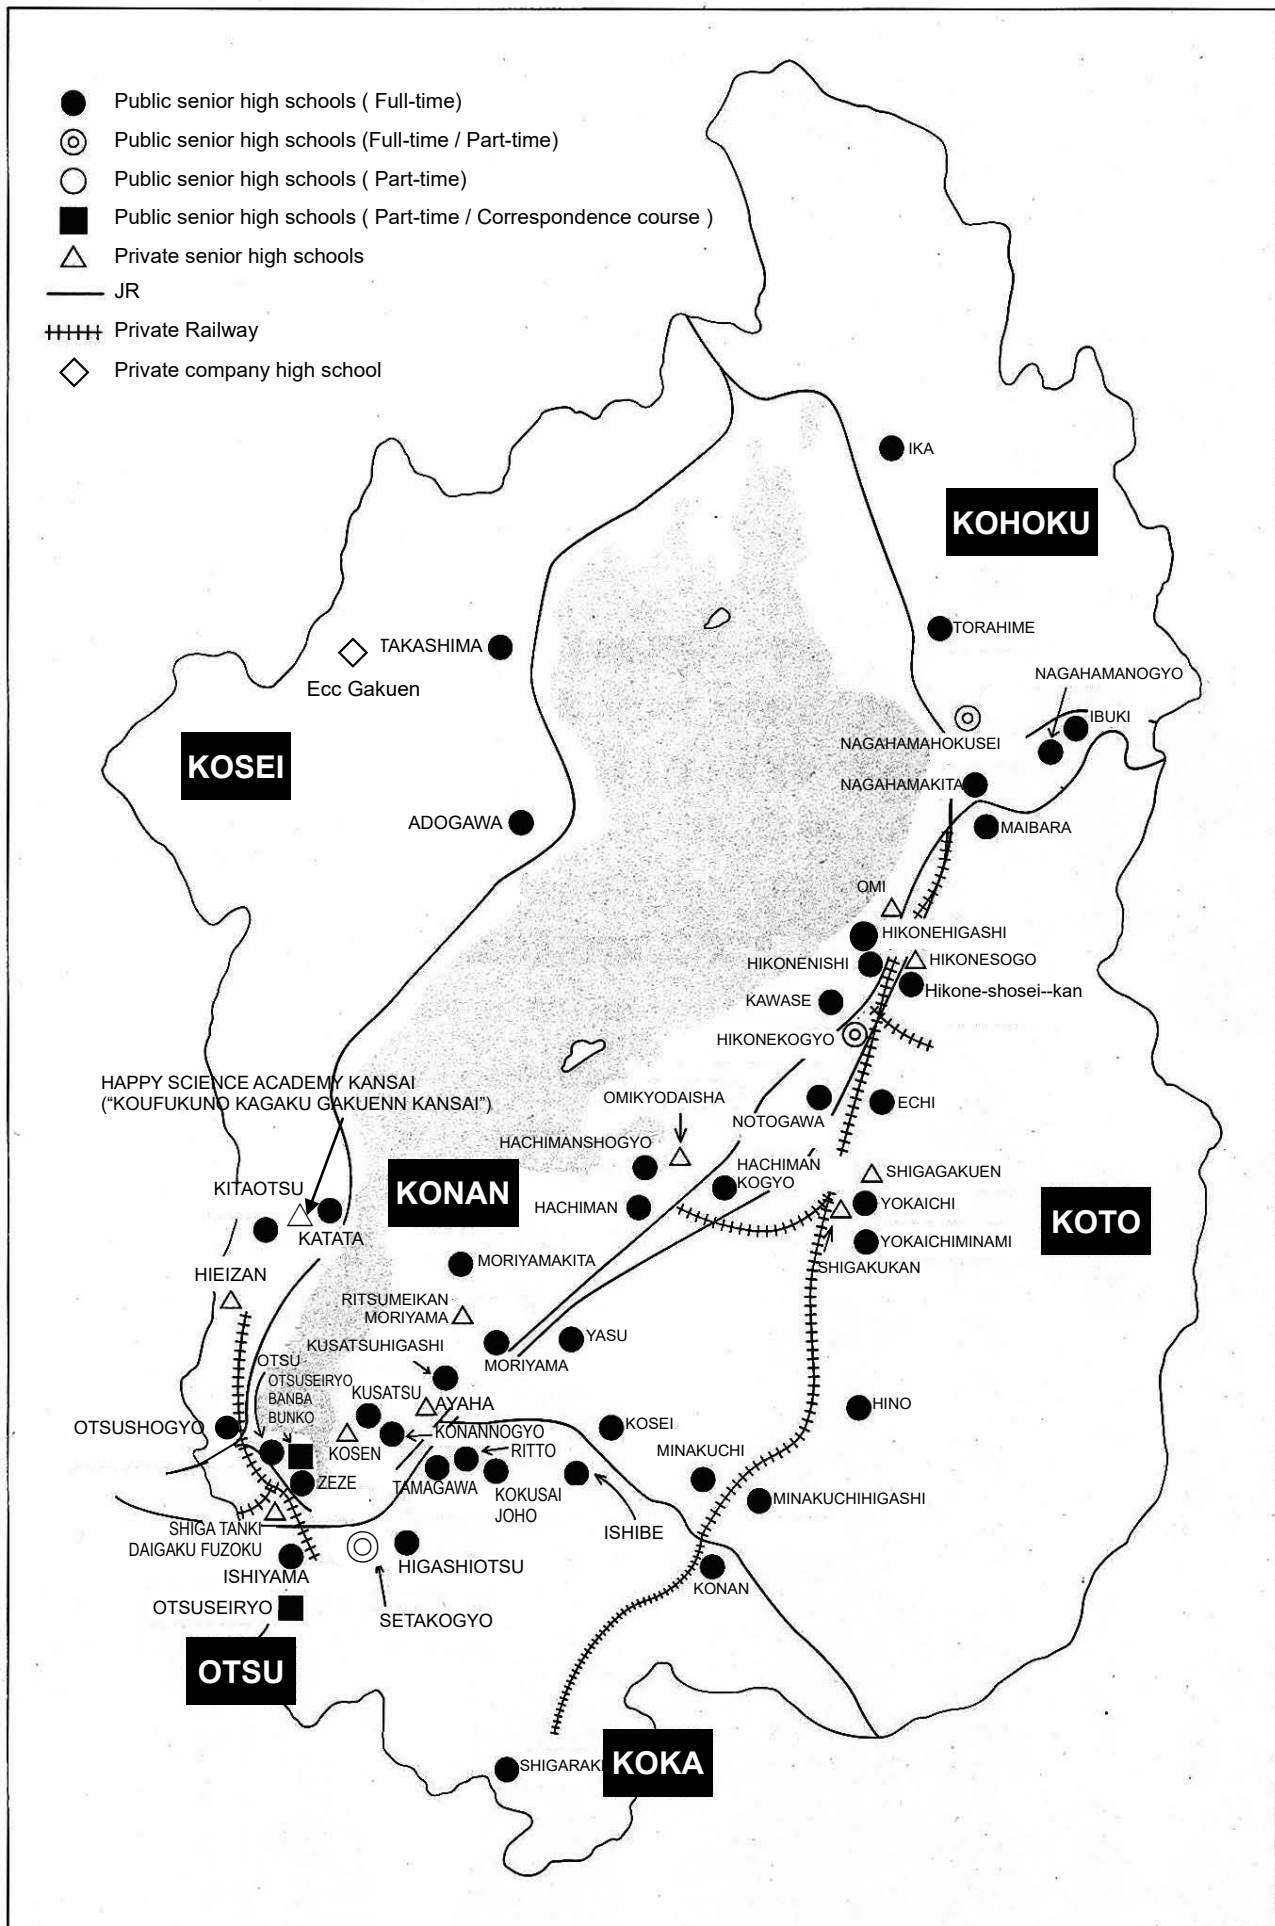 Public senior high schools ( Full-time)
Public senior high schools (Full-time / Part-time)
Public senior high schools ( Part-time)
Public senior high schools ( Part-time / Correspondence course )
Private senior high schools
JR
Private Railway
Private company high school
IKA
KOHOKU
TORAHIME
TAKASHIMA
Ecc Gakuen
NAGAHAMANOGYO
IBUKI
NAGAHAMAHOKUSEI
KOSEI
NAGAHAMAKITA
ADOGAWA
MAIBARA
OMI
HIKONEHIGASHI
HIKONENISHI
HIKONESOGO
Hikone-shosei--kan
KAWASE
HIKONEKOGYO
HAPPY SCIENCE ACADEMY KANSAI
("KOUFUKUNO KAGAKU GAKUENN KANSAI")
OMIKYODAISHA
NOTOGAWA
ECHI
HACHIMANSHOGYO
HACHIMAN
KOGYO
SHIGAGAKUEN
KITAOTSU
KONAN
HACHIMAN
YOKAICHI
KOTO
KATATA
YOKAICHIMINAMI
MORIYAMAKITA
SHIGAKUKAN
HIEIZAN
RITSUMEIKAN
MORIYAMA
KUSATSUHIGASHI
MORIYAMA
YASU
OTSU
OTSUSEIRYO
BANBA
BUNKO
KUSATSU
AYAHA
HINO
OTSUSHOGYO
KOSEN
KONANNOGYO
RITTO
KOSEI
MINAKUCHI
ZEZE
TAMAGAWA
KOKUSAI
JOHO
MINAKUCHIHIGASHI
SHIGA TANKI
DAIGAKU FUZOKU
ISHIBE
ISHIYAMA
HIGASHIOTSU
KONAN
OTSUSEIRYO
SETAKOGYO
OTSU
SHIGARAKI
KOKA